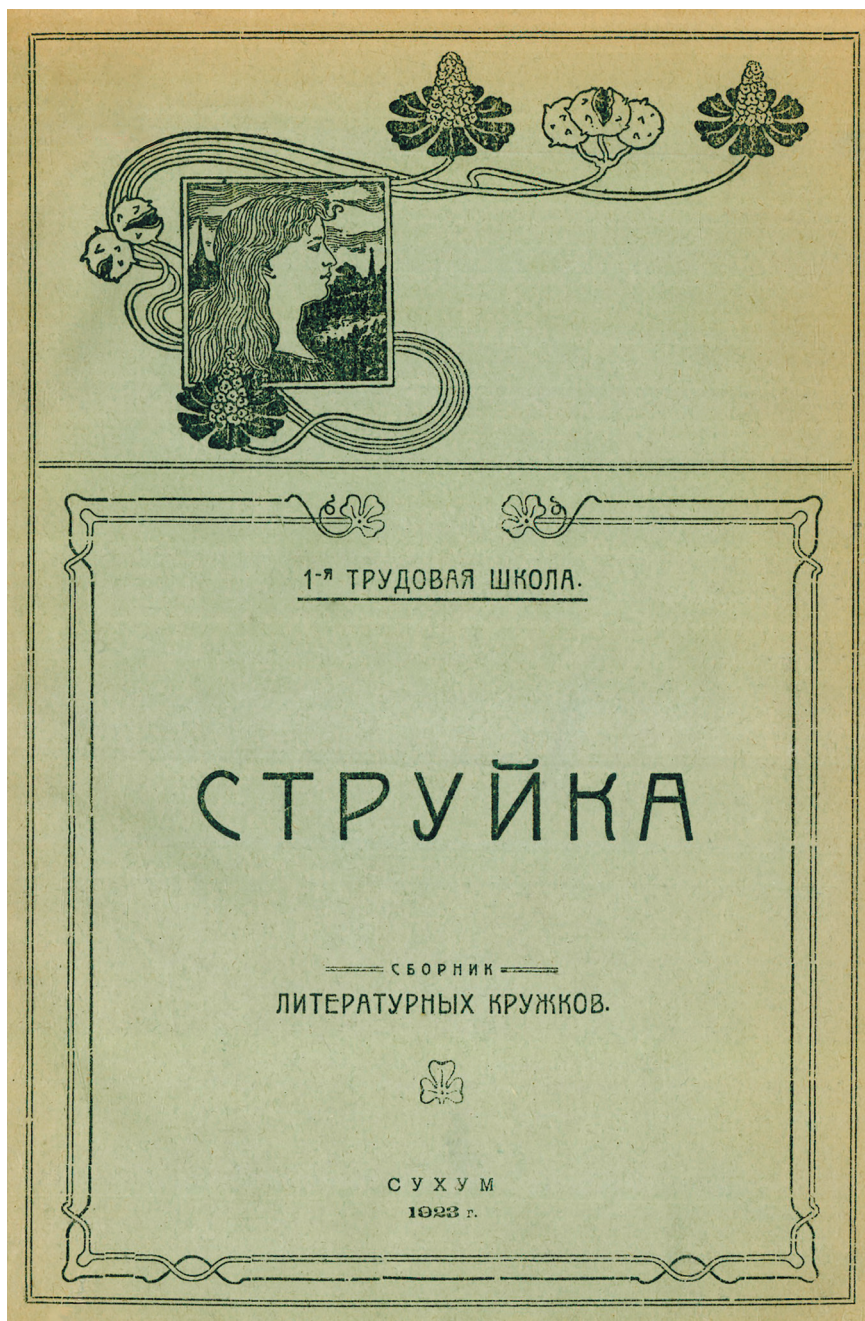 1-я ТРУДОВАЯ ШКОЛА.
СТРУЙКА
СБОРНИК
ЛИТЕРАТУРНЫХ КРУЖКОВ.
СУХУМ
1923 г.